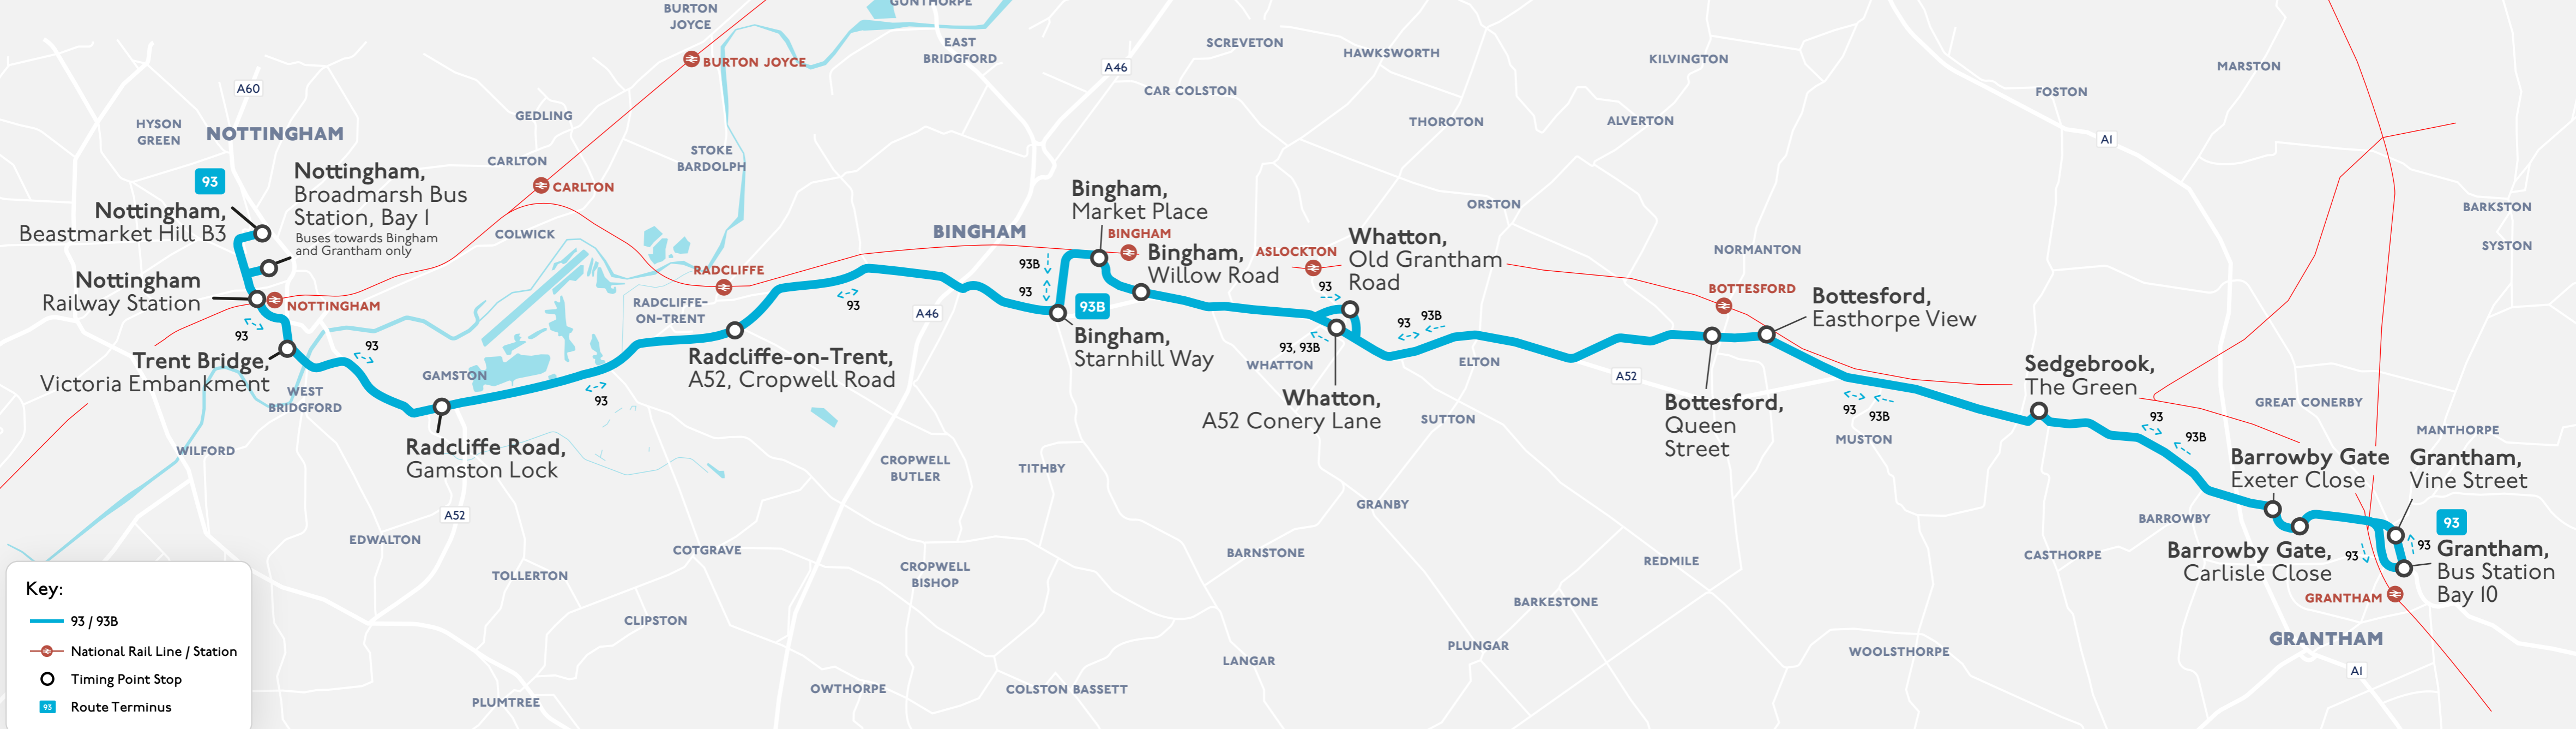 BURTON
JOYCE
GUNTHORPE
EAST
BRIDGFORD
SCREVETON
HAWKSWORTH
KILVINGTON
MARSTON
BURTON JOYCE
A46
CAR COLSTON
FOSTON
A60
GEDLING
THOROTON
ALVERTON
HYSON
GREEN
NOTTINGHAM
A1
CARLTON
STOKE
BARDOLPH
CARLTON
93
Nottingham,
Broadmarsh Bus
Station, Bay 1
Buses towards Bingham
and Grantham only
Nottingham,
Beastmarket Hill B3
COLWICK
Nottingham
Railway Station
NOTTINGHAM
93
93
Trent Bridge,
Victoria Embankment
WEST
BRIDGFORD
GAMSTON
WILFORD
Radcliffe Road,
Gamston Lock
93
RADCLIFFE
RADCLIFFE-
ON-TRENT
Radcliffe-on-Trent,
A52, Cropwell Road
93
A46
BINGHAM
93B
93
93B
Bingham,
Market Place
BINGHAM
Bingham,
Willow Road
Bingham,
Starnhill Way
ASLOCKTON
93
Whatton,
Old Grantham
Road
93, 93B
WHATTON
Whatton,
A52 Conery Lane
ORSTON
93
93B
ELTON
SUTTON
A52
NORMANTON
BOTTESFORD
Bottesford,
Easthorpe View
Bottesford,
Queen
Street
93
93B
MUSTON
Sedgebrook,
The Green
93
93B
BARKSTON
SYSTON
GREAT CONERBY
MANTHORPE
Barrowby Gate
Exeter Close
Grantham,
Vine Street
BARROWBY
Barrowby Gate,
Carlisle Close
93
93
93
Grantham,
Bus Station
Bay 10
GRANTHAM
GRANTHAM
A1
A52
EDWALTON
TOLLERTON
COTGRAVE
CLIPSTON
PLUMTREE
CROPWELL
BUTLER
TITHBY
CROPWELL
BISHOP
OWTHORPE
COLSTON BASSETT
GRANBY
BARNSTONE
LANGAR
REDMILE
BARKESTONE
PLUNGAR
CASTHORPE
WOOLSTHORPE
Key:
93 / 93B
National Rail Line / Station
Timing Point Stop
93
Route Terminus